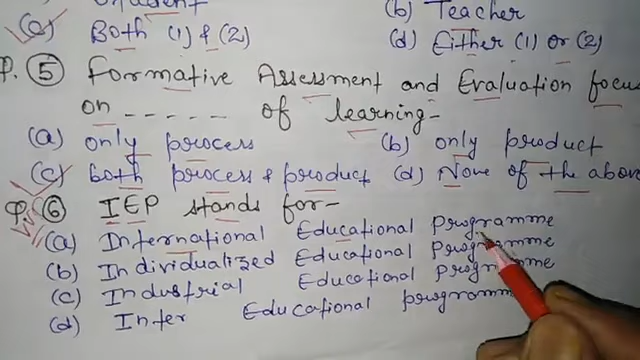 (b) Teacher
(c) Both (1) & (2)
(d) Either (1) or (2)
P. (5) Formative Assessment and Evaluation focus
on ----- of learning-
(a) only process
(b) only product
(c) both process & product (d) None of the above
Q. (6) IEP stands for-
(a) International Educational Programme
(b) Individualized Educational Programme
(c) Industrial Educational Programme
(d) Inter Educational programm